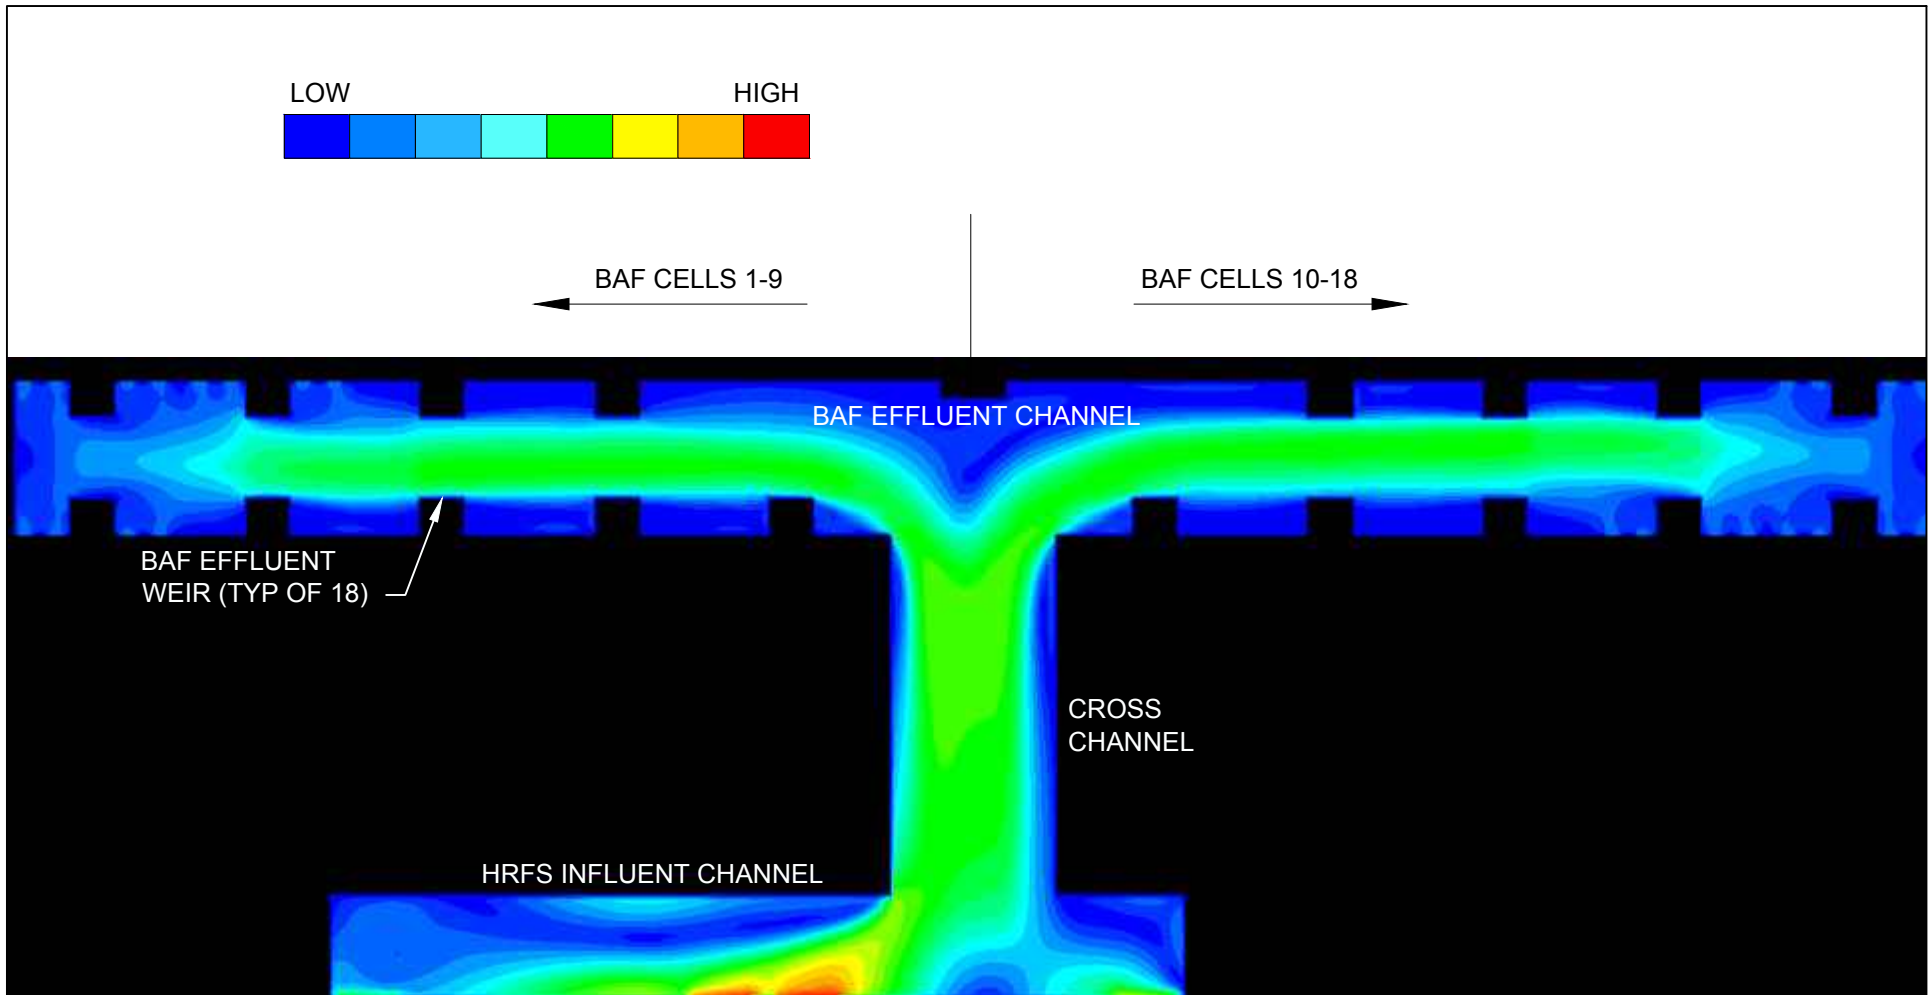 LOW HIGH
BAF CELLS 1-9 BAF CELLS 10-18
BAF EFFLUENT CHANNEL
BAF EFFLUENT
WEIR (TYP OF 18)
CROSS
CHANNEL
HRFS INFLUENT CHANNEL